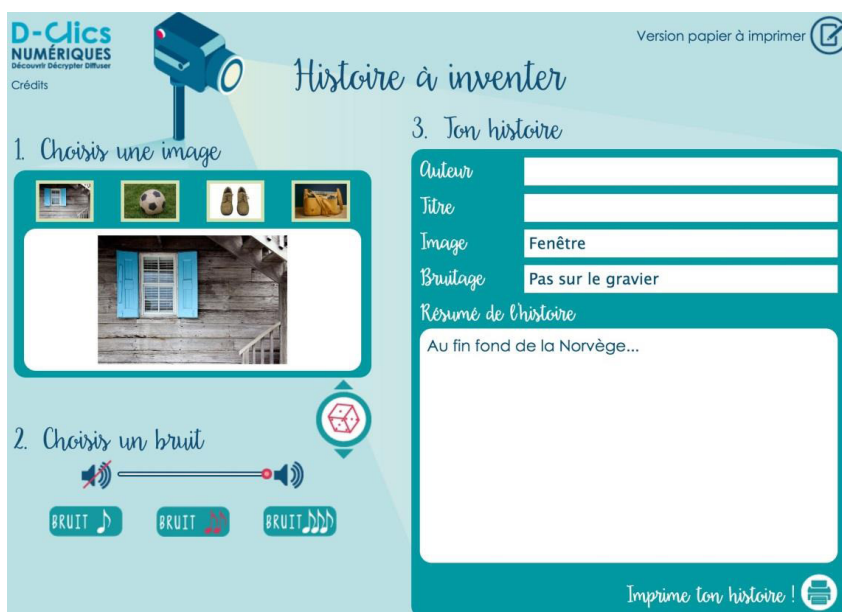 D-Clics
NUMÉRIQUES
Découvrir Décrypter Diffuser
Crédits
Version papier à imprimer
Histoire à inventer
1. Choisis une image
2. Choisis un bruit
BRUIT
BRUIT
BRUIT
3. Ton histoire
Auteur
Titre
Image
Fenêtre
Bruitage
Pas sur le gravier
Résumé de l'histoire
Au fin fond de la Norvège...
Imprime ton histoire !